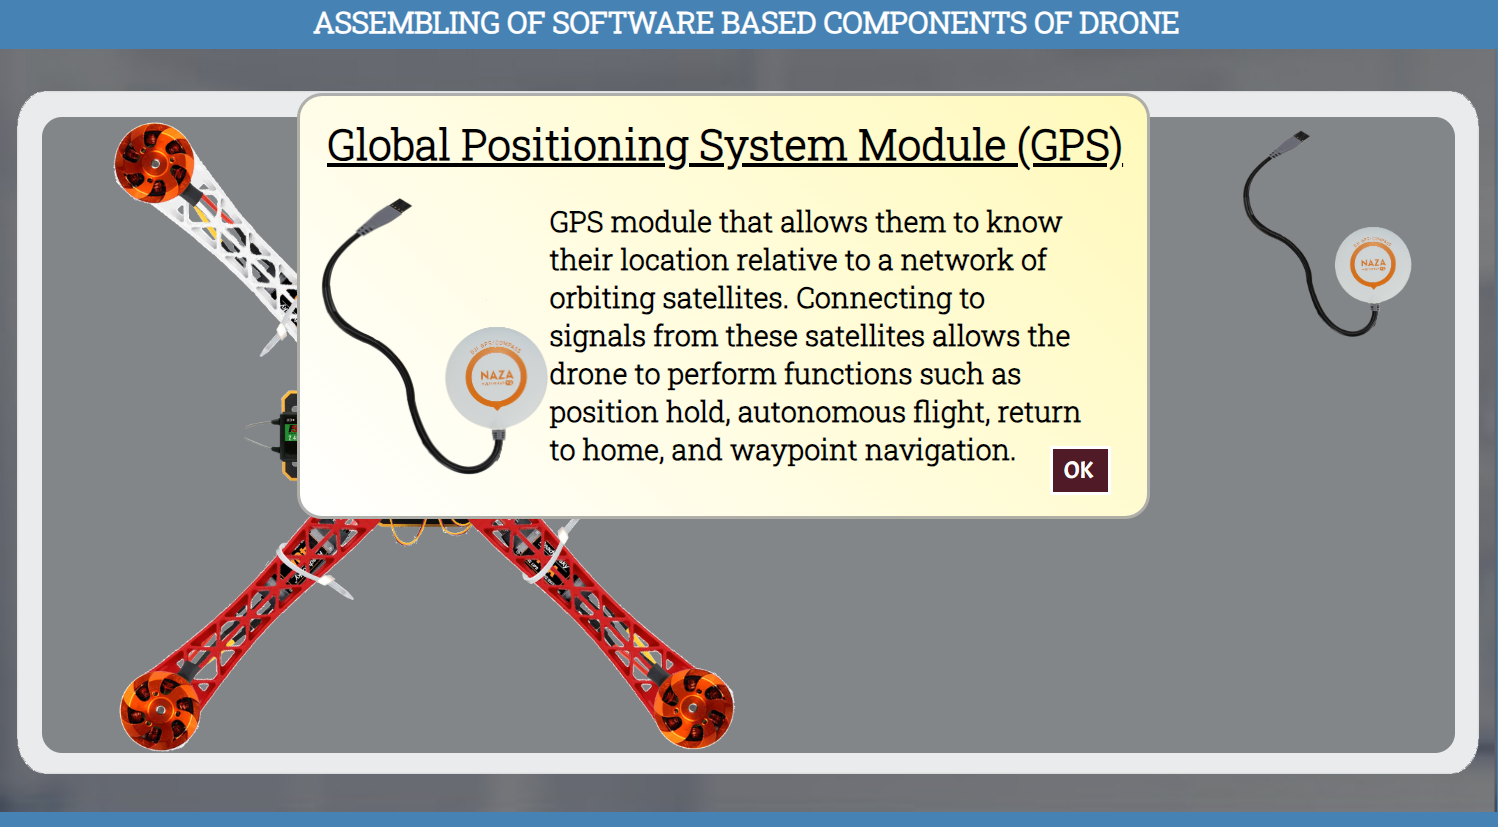 ASSEMBLING OF SOFTWARE BASED COMPONENTS OF DRONE
Global Positioning System Module (GPS)
GPS module that allows them to know
their location relative to a network of
orbiting satellites. Connecting to
signals from these satellites allows the
drone to perform functions such as
position hold, autonomous flight, return
to home, and waypoint navigation.
OK
NAZA
NAZA